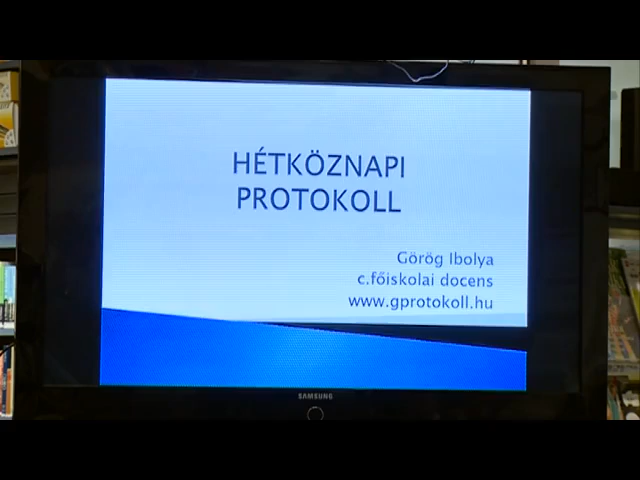 HÉTKÖZNAPI
PROTOKOLL
Görög Ibolya
c.főiskolai docens
www.gprotokoll.hu
SAMSUNG